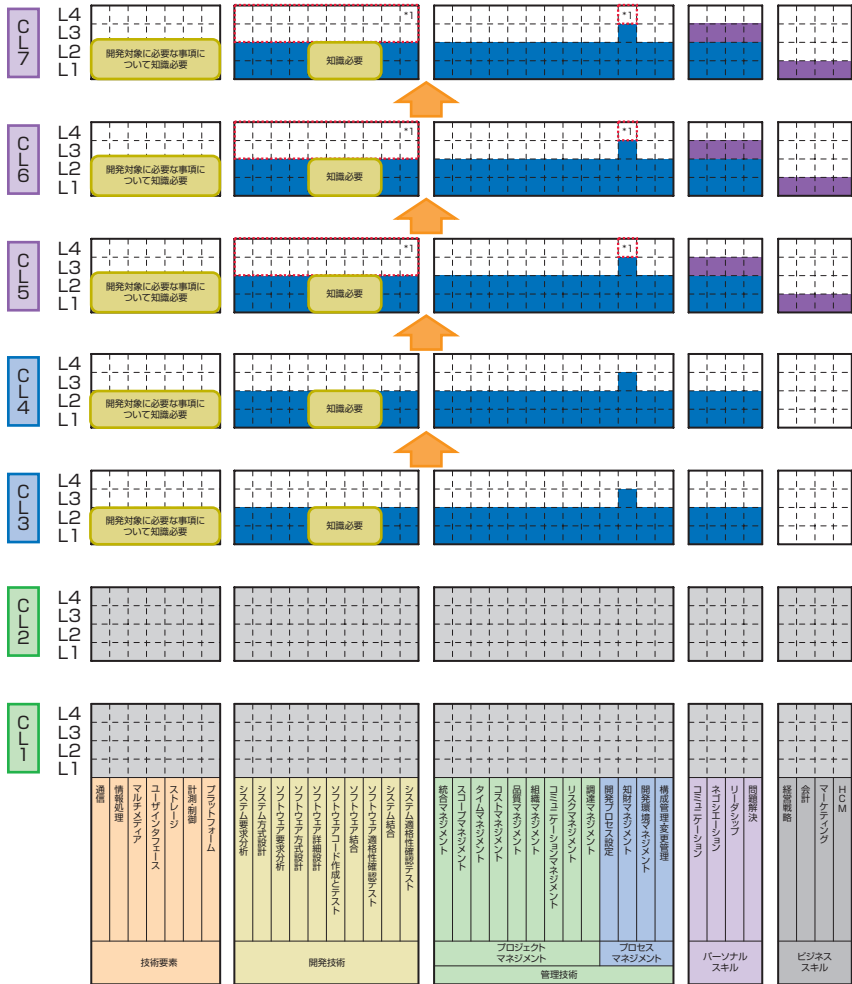 CL7
L4
L3
L2
L1
開発対象に必要な事項に
ついて知識必要
*1
知識必要
*1
CL6
L4
L3
L2
L1
開発対象に必要な事項に
ついて知識必要
*1
知識必要
*1
CL5
L4
L3
L2
L1
開発対象に必要な事項に
ついて知識必要
*1
知識必要
*1
CL4
L4
L3
L2
L1
開発対象に必要な事項に
ついて知識必要
知識必要
CL3
L4
L3
L2
L1
開発対象に必要な事項に
ついて知識必要
知識必要
CL2
L4
L3
L2
L1
CL1
L4
L3
L2
L1
通信
情報処理
マルチメディア
ユーザインタフェース
ストレージ
計測・制御
プラットフォーム
システム要求分析
システム方式設計
ソフトウェア要求分析
ソフトウェア方式設計
ソフトウェア詳細設計
ソフトウェアコード作成とテスト
ソフトウェア結合
ソフトウェア適格性確認テスト
システム結合
システム適格性確認テスト
統合マネジメント
スコープマネジメント
タイムマネジメント
コストマネジメント
品質マネジメント
組織マネジメント
コミュニケーションマネジメント
リスクマネジメント
調達マネジメント
開発プロセス設定
知財マネジメント
開発環境マネジメント
構成管理・変更管理
コミュニケーション
ネゴシエーション
リーダシップ
問題解決
経営戦略
会計
マーケティング
HCM
技術要素
開発技術
プロジェクト
マネジメント
プロセス
マネジメント
管理技術
パーソナル
スキル
ビジネス
スキル